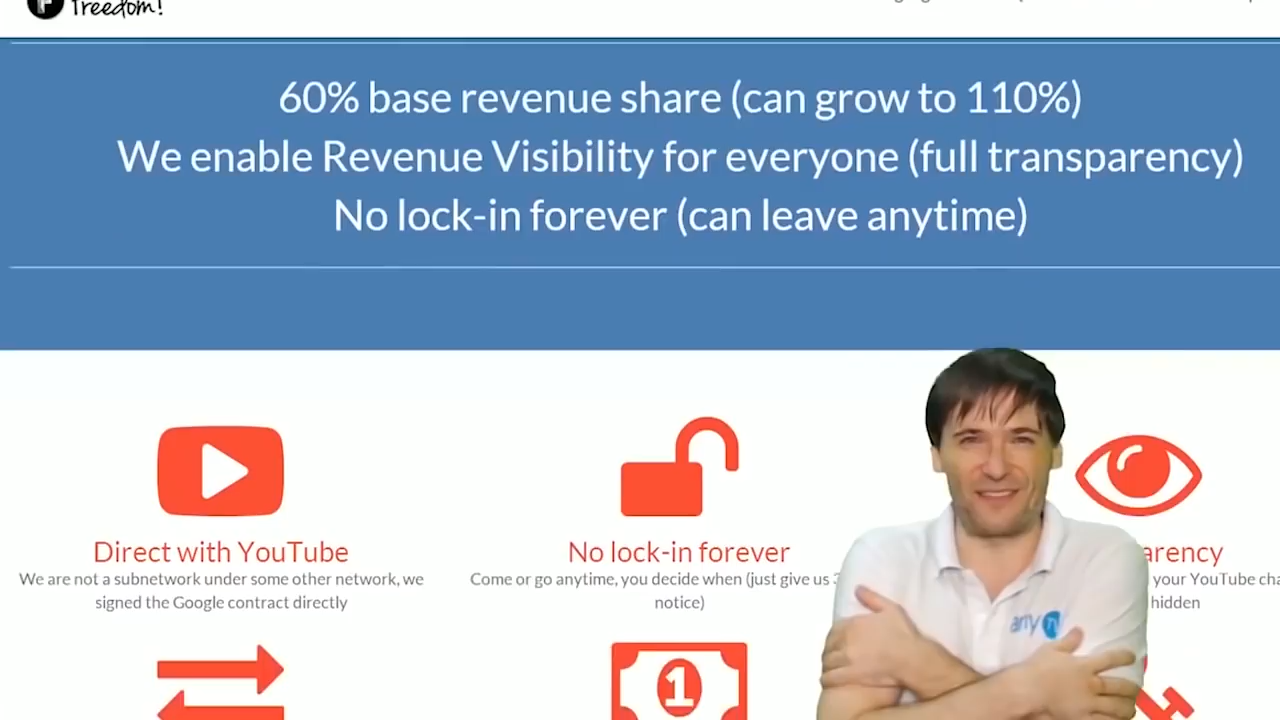 freedom!
60% base revenue share (can grow to 110%)
We enable Revenue Visibility for everyone (full transparency)
No lock-in forever (can leave anytime)
Direct with YouTube
We are not a subnetwork under some other network, we
signed the Google contract directly
No lock-in forever
Come or go anytime, you decide when (just give us
notice)
your YouTube
hidden
any TV
1